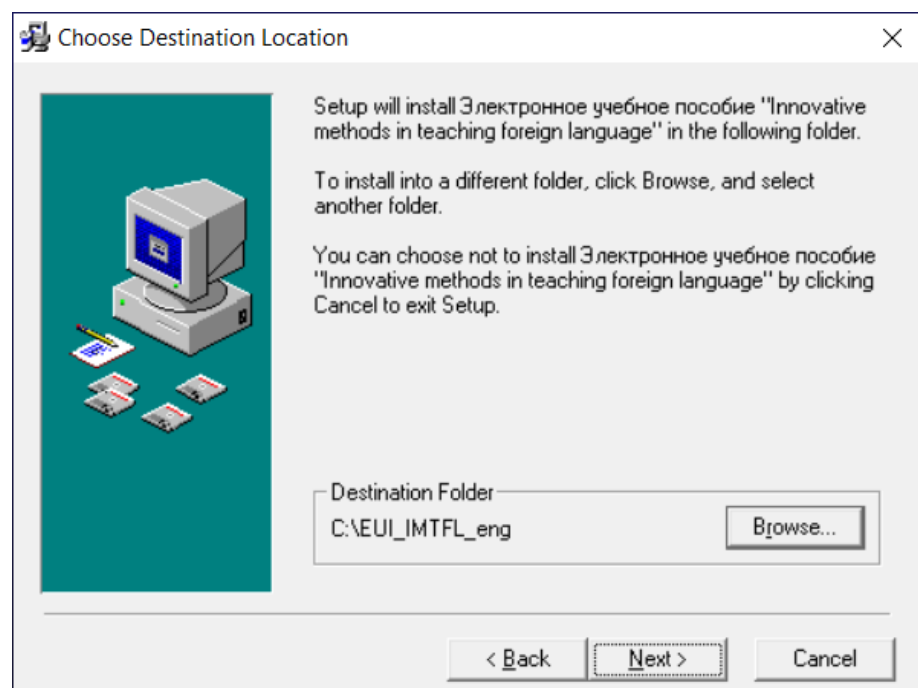 Choose Destination Location
Setup will install Электронное учебное пособие "Innovative
methods in teaching foreign language" in the following folder.
To install into a different folder, click Browse, and select
another folder.
You can choose not to install Электронное учебное пособие
"Innovative methods in teaching foreign language" by clicking
Cancel to exit Setup.
Destination Folder
C:\EUI_IMTFL_eng
Browse...
< Back
Next >
Cancel